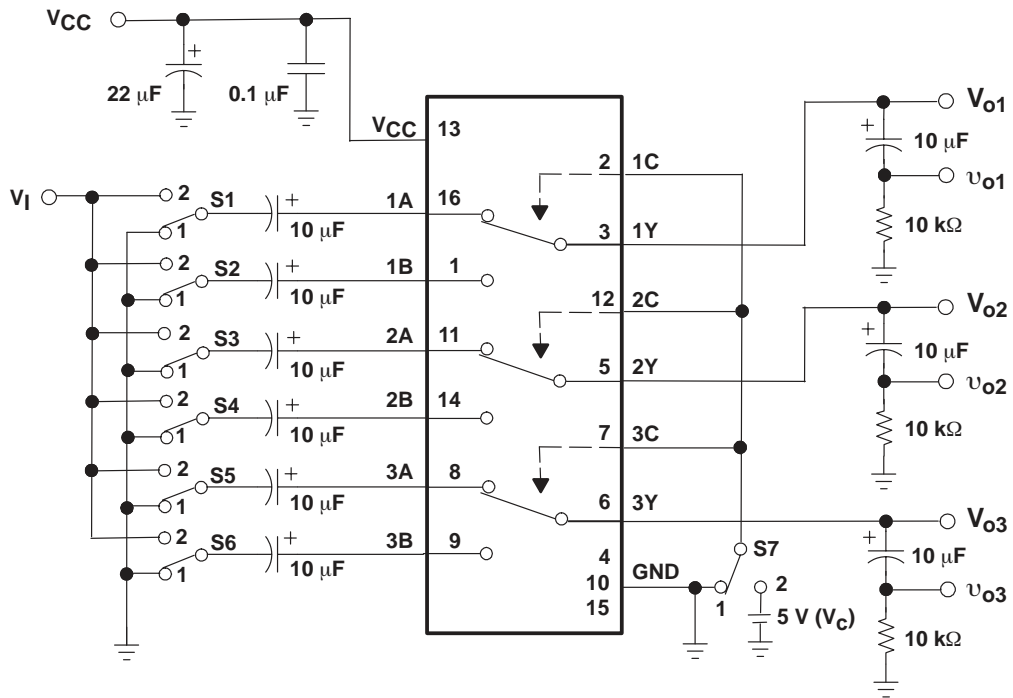 VCC
+
22 μF
0.1 μF
VCC
13
VI
2
S1
1
+
10 μF
1A
16
2
S2
1
+
10 μF
1B
1
2
S3
1
+
10 μF
2A
11
2
S4
1
+
10 μF
2B
14
2
S5
1
+
10 μF
3A
8
2
S6
1
+
10 μF
3B
9
2
1C
3
1Y
12
2C
5
2Y
7
3C
6
3Y
4
10
15
GND
S7
1
2
5 V (VC)
Vo1
+
10 μF
υo1
10 kΩ
Vo2
+
10 μF
υo2
10 kΩ
Vo3
+
10 μF
υo3
10 kΩ